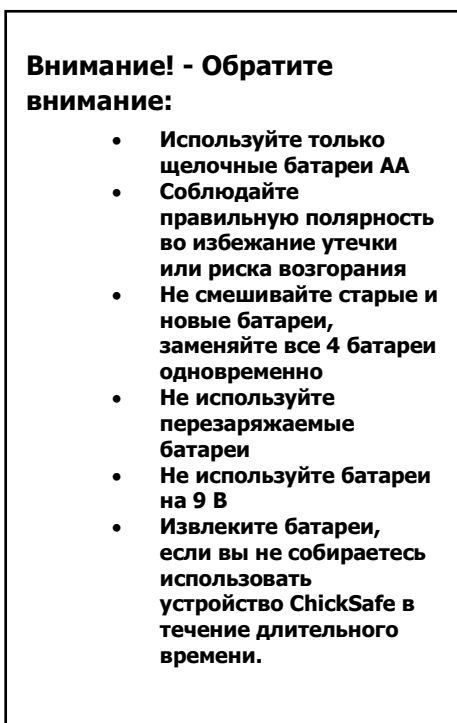 Внимание! - Обратите
внимание:
• Используйте только
щелочные батареи АА
• Соблюдайте
правильную полярность
во избежание утечки
или риска возгорания
• Не смешивайте старые и
новые батареи,
заменяйте все 4 батареи
одновременно
• Не используйте
перезаряжаемые
батареи
• Не используйте батареи
на 9 В
• Извлеките батареи,
если вы не собираетесь
использовать
устройство ChickSafe в
течение длительного
времени.